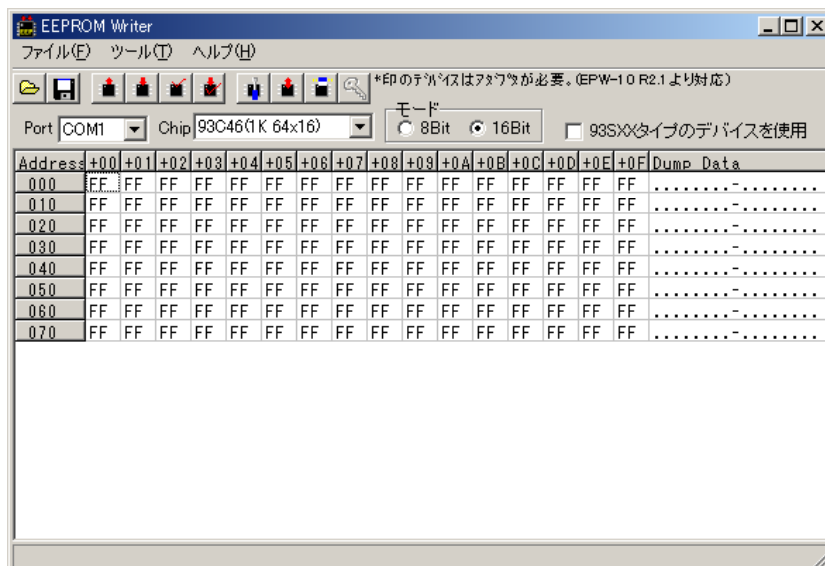 EEPROM Writer
ファイル(F) ツール(T) ヘルプ(H)
*印のデバイスはアダプタが必要。(EPW-10 R2.1より対応)
Port COM1 Chip 93C46(1K 64x16) モード 8Bit 16Bit 93SXXタイプのデバイスを使用
Address +00 +01 +02 +03 +04 +05 +06 +07 +08 +09 +0A +0B +0C +0D +0E +0F Dump Data
000 FF FF FF FF FF FF FF FF FF FF FF FF FF FF FF FF ........-........
010 FF FF FF FF FF FF FF FF FF FF FF FF FF FF FF FF ........-........
020 FF FF FF FF FF FF FF FF FF FF FF FF FF FF FF FF ........-........
030 FF FF FF FF FF FF FF FF FF FF FF FF FF FF FF FF ........-........
040 FF FF FF FF FF FF FF FF FF FF FF FF FF FF FF FF ........-........
050 FF FF FF FF FF FF FF FF FF FF FF FF FF FF FF FF ........-........
060 FF FF FF FF FF FF FF FF FF FF FF FF FF FF FF FF ........-........
070 FF FF FF FF FF FF FF FF FF FF FF FF FF FF FF FF ........-........